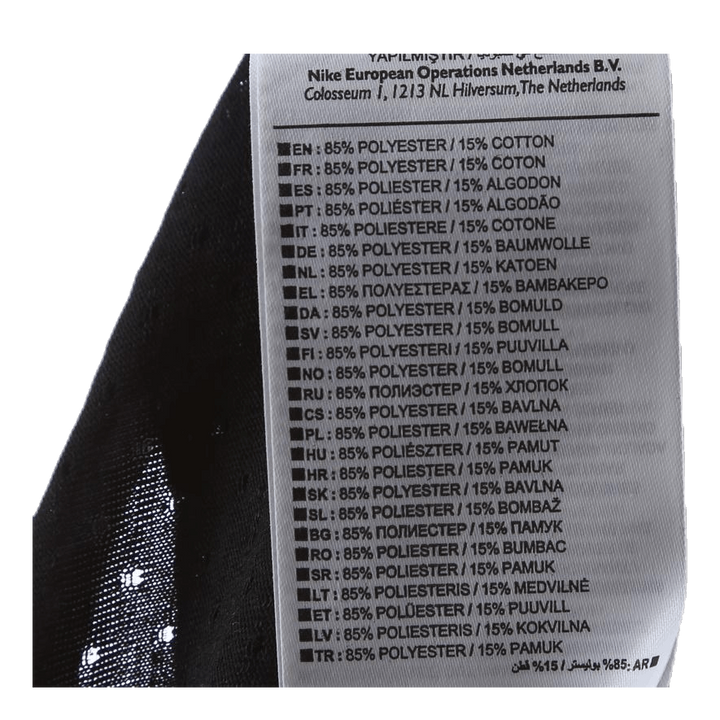 YAPILMIŞTIR /
Nike European Operations Netherlands B.V.
Colosseum 1, 1213 NL Hilversum, The Netherlands
EN : 85% POLYESTER / 15% COTTON
FR : 85% POLYESTER / 15% COTON
ES : 85% POLIÉSTER / 15% ALGODON
PT : 85% POLIÉSTER / 15% ALGODÃO
IT : 85% POLIESTERE / 15% COTONE
DE : 85% POLYESTER / 15% BAUMWOLLE
NL : 85% POLYESTER / 15% KATOEN
EL : 85% ΠΟΛΥΕΣΤΕΡΑΣ / 15% ΒΑΜΒΑΚΕΡΟ
DA : 85% POLYESTER / 15% BOMULD
SV : 85% POLYESTER / 15% BOMULL
FI : 85% POLYESTERI / 15% PUUVILLA
NO : 85% POLYESTER / 15% BOMULL
RU : 85% ПОЛИЭСТЕР / 15% ХЛОПОК
CS : 85% POLYESTER / 15% BAVLNA
PL : 85% POLIESTER / 15% BAWEŁNA
HU : 85% POLIÉSZTER / 15% PAMUT
HR : 85% POLIESTER / 15% PAMUK
SK : 85% POLYESTER / 15% BAVLNA
SL : 85% POLIESTER / 15% BOMBAŽ
BG : 85% ПОЛИЕСТЕР / 15% ПАМУК
RO : 85% POLIESTER / 15% BUMBAC
SR : 85% POLIESTER / 15% PAMUK
LT : 85% POLIESTERIS / 15% MEDVILNĖ
ET : 85% POLÜESTER / 15% PUUVILL
LV : 85% POLIESTERIS / 15% KOKVILNA
TR : 85% POLYESTER / 15% PAMUK
AR :85% بوليستر / 15% قطن